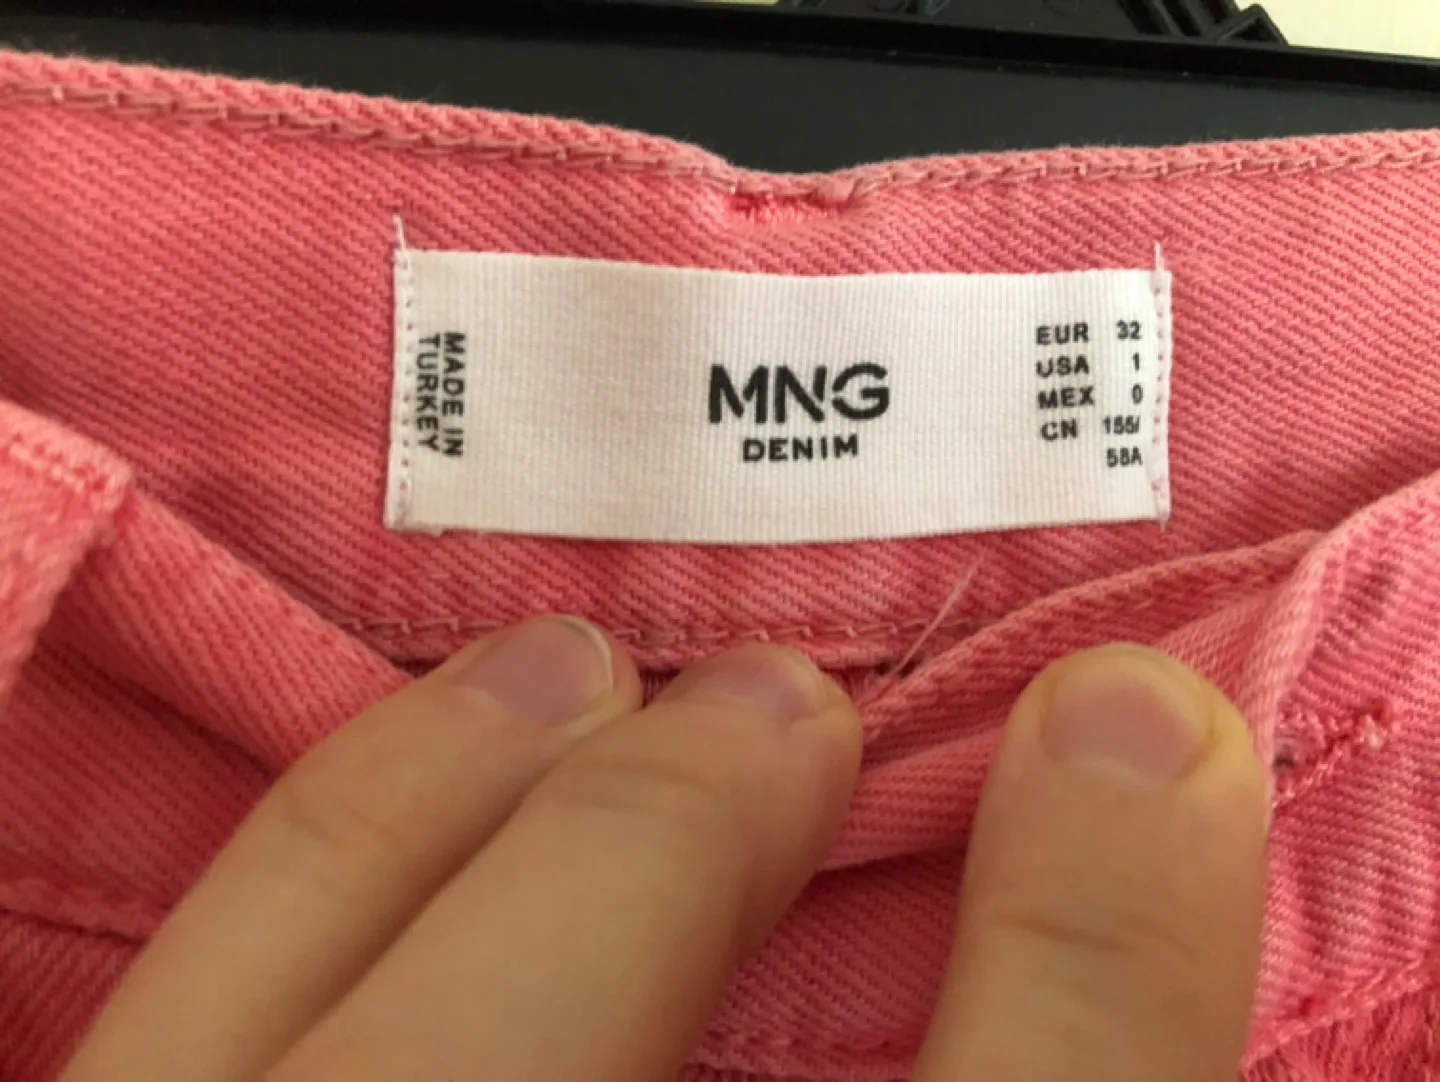 MADE IN
TURKEY
MNG
DENIM
EUR 32
USA 1
MEX 0
CN 155/
58A